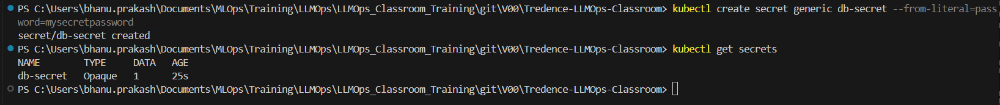 PS C:\Users\bhanu.prakash\Documents\MLOps\Training\LLMOps\LLMOps_Classroom_Training\git\V00\Tredence-LLMOps-Classroom> kubectl create secret generic db-secret --from-literal=pass
word=mysecretpassword
secret/db-secret created
PS C:\Users\bhanu.prakash\Documents\MLOps\Training\LLMOps\LLMOps_Classroom_Training\git\V00\Tredence-LLMOps-Classroom> kubectl get secrets
NAME        TYPE     DATA   AGE
db-secret   Opaque   1      25s
PS C:\Users\bhanu.prakash\Documents\MLOps\Training\LLMOps\LLMOps_Classroom_Training\git\V00\Tredence-LLMOps-Classroom>